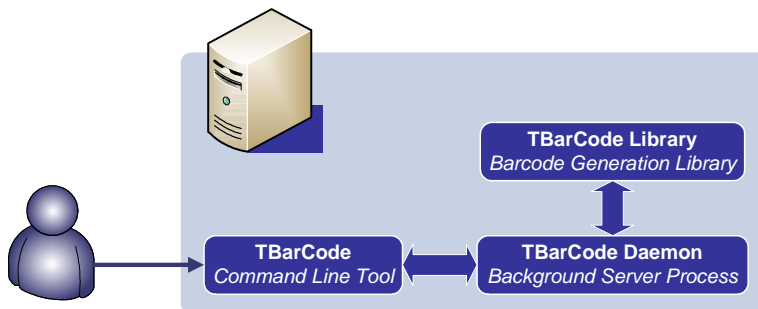 TBarCode Library
Barcode Generation Library
TBarCode
Command Line Tool
TBarCode Daemon
Background Server Process